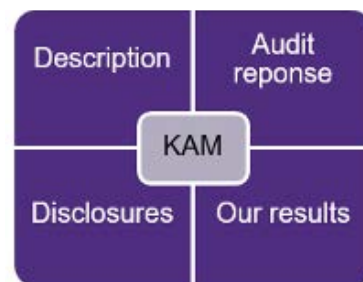 Description
Audit
reponse
KAM
Disclosures
Our results